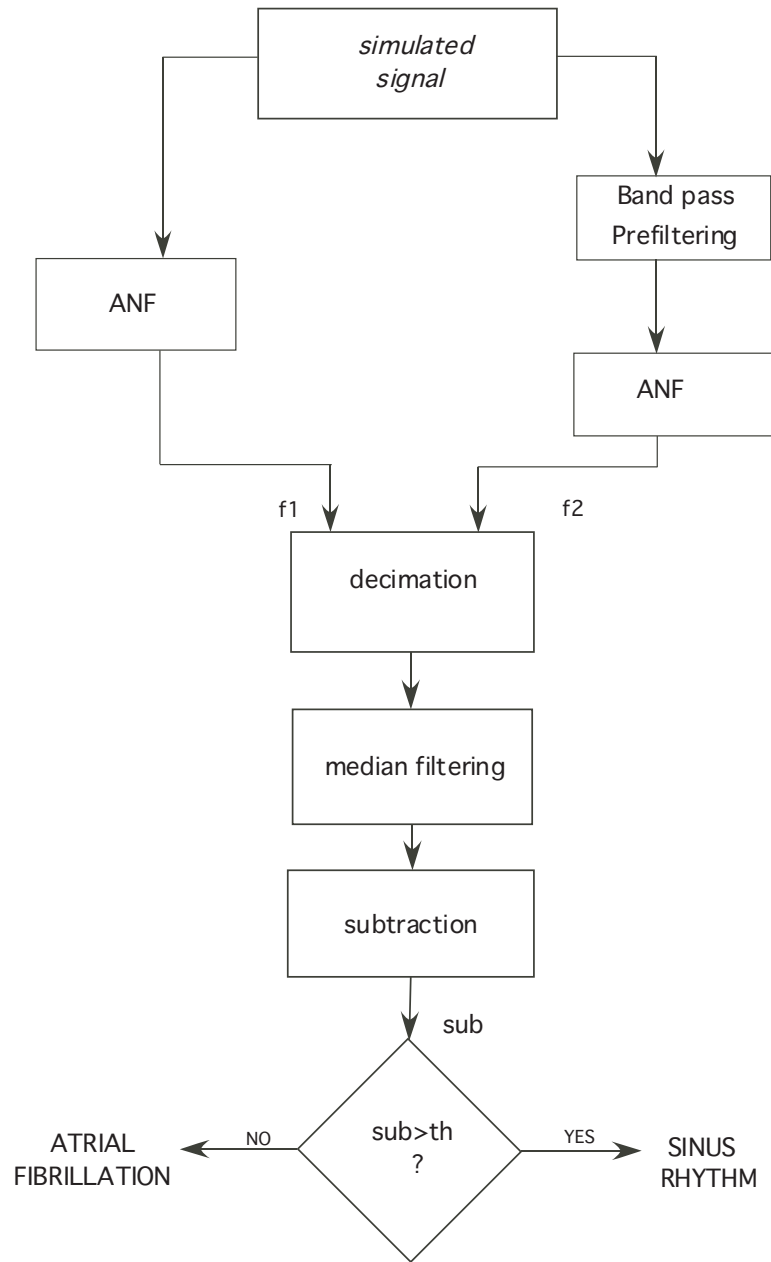 simulated
signal
Band pass
Prefiltering
ANF
ANF
f1
f2
decimation
median filtering
subtraction
sub
sub>th
?
NO
YES
ATRIAL
FIBRILLATION
SINUS
RHYTHM